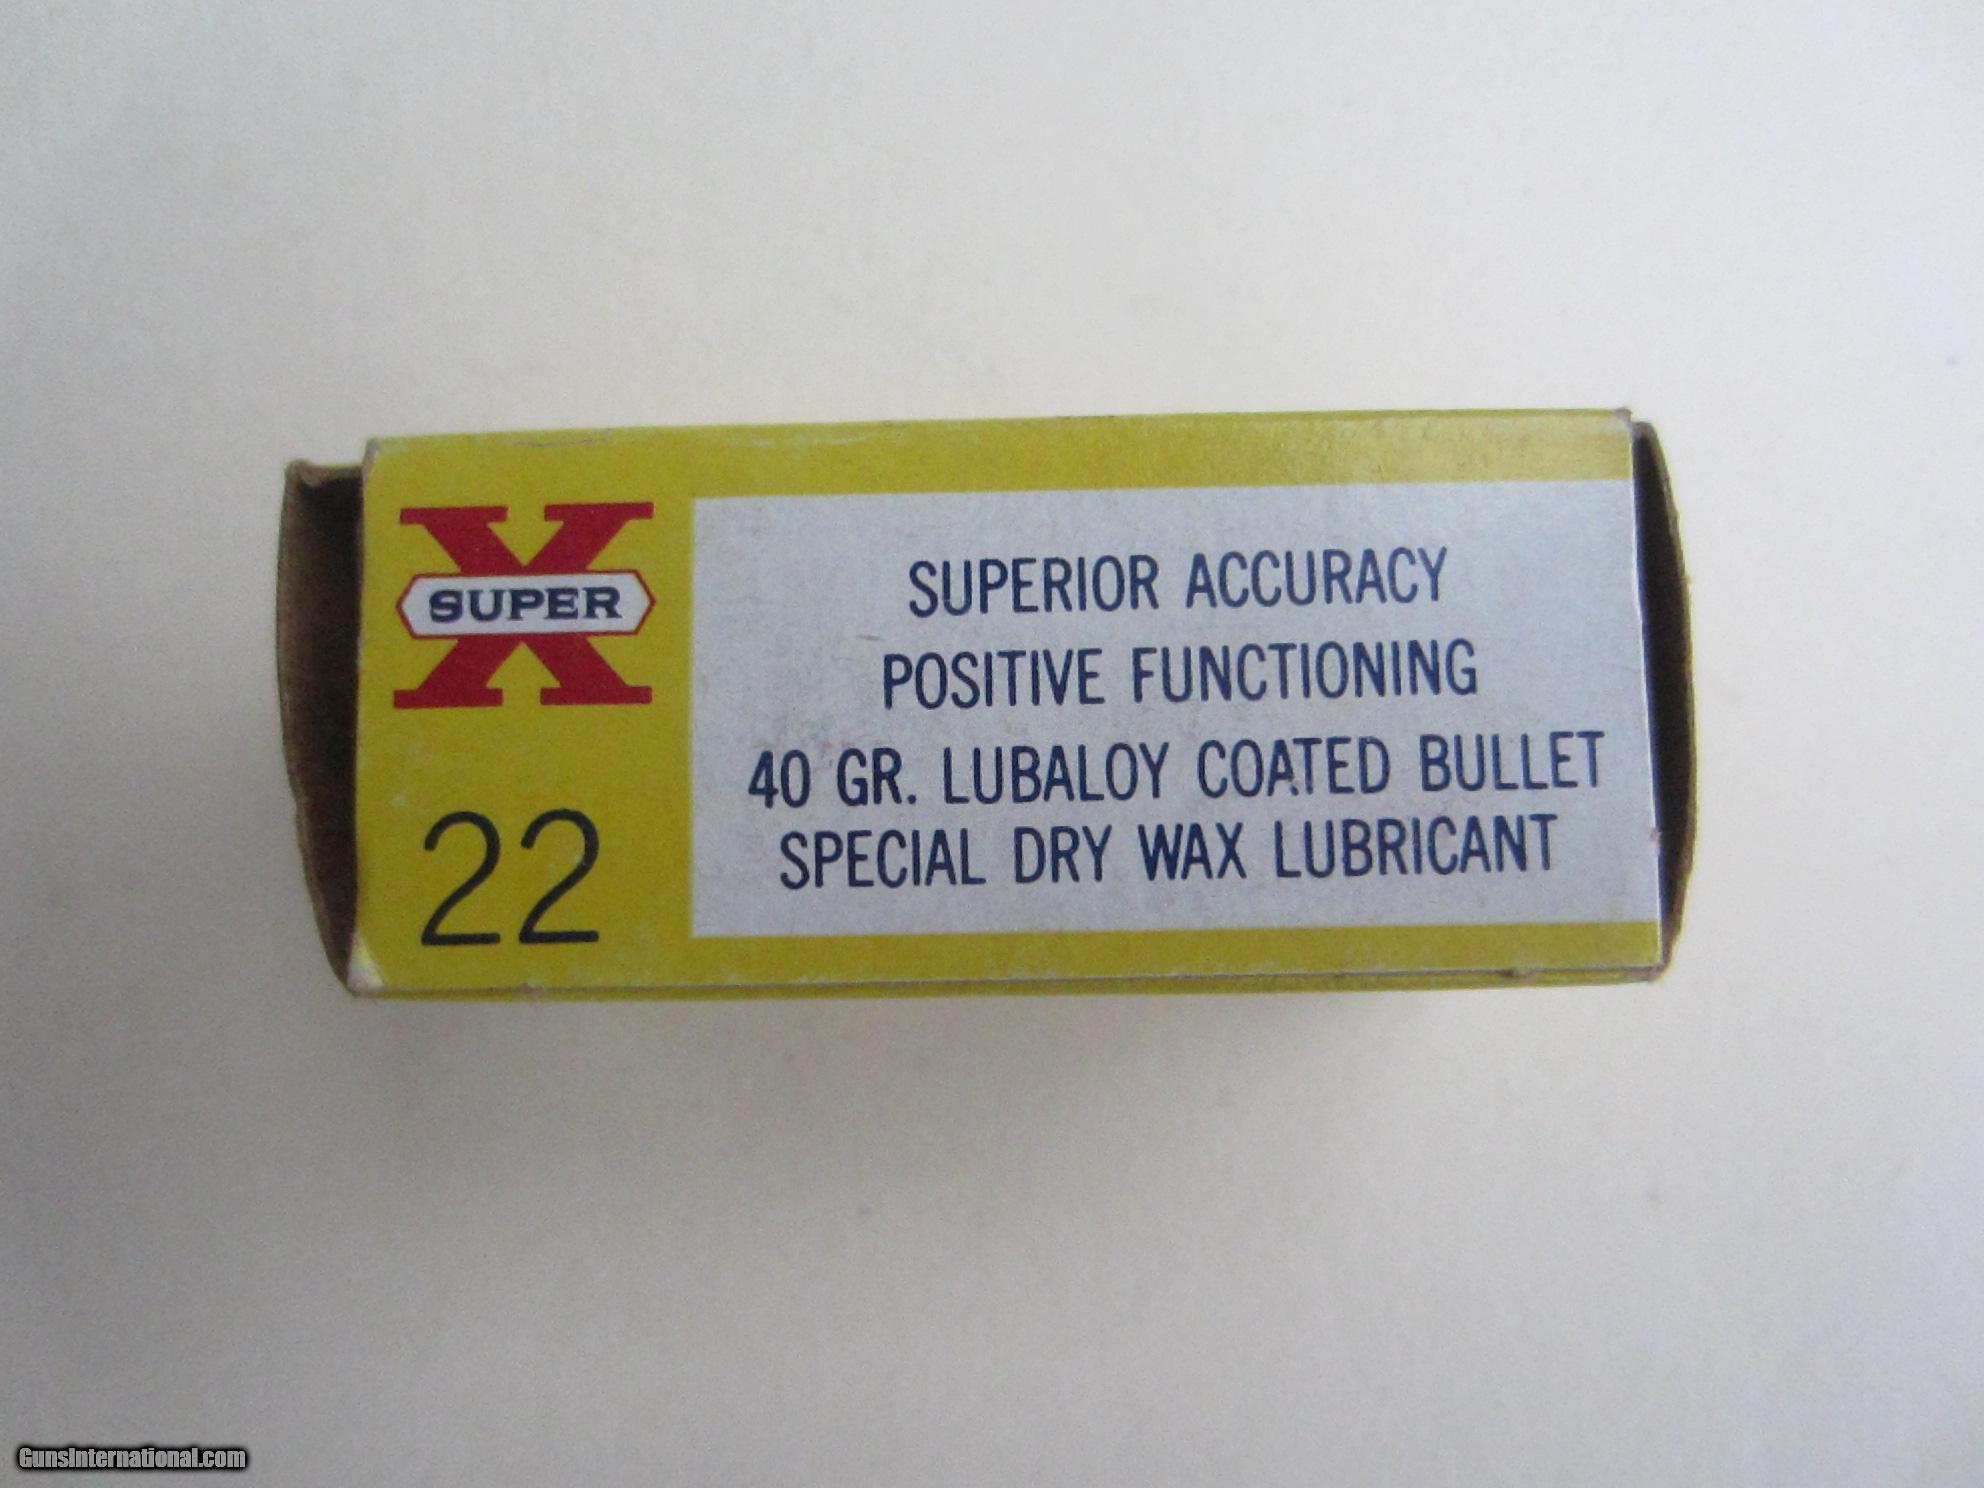 X
SUPER
22
SUPERIOR ACCURACY
POSITIVE FUNCTIONING
40 GR. LUBALOY COATED BULLET
SPECIAL DRY WAX LUBRICANT
GunsInternational.com